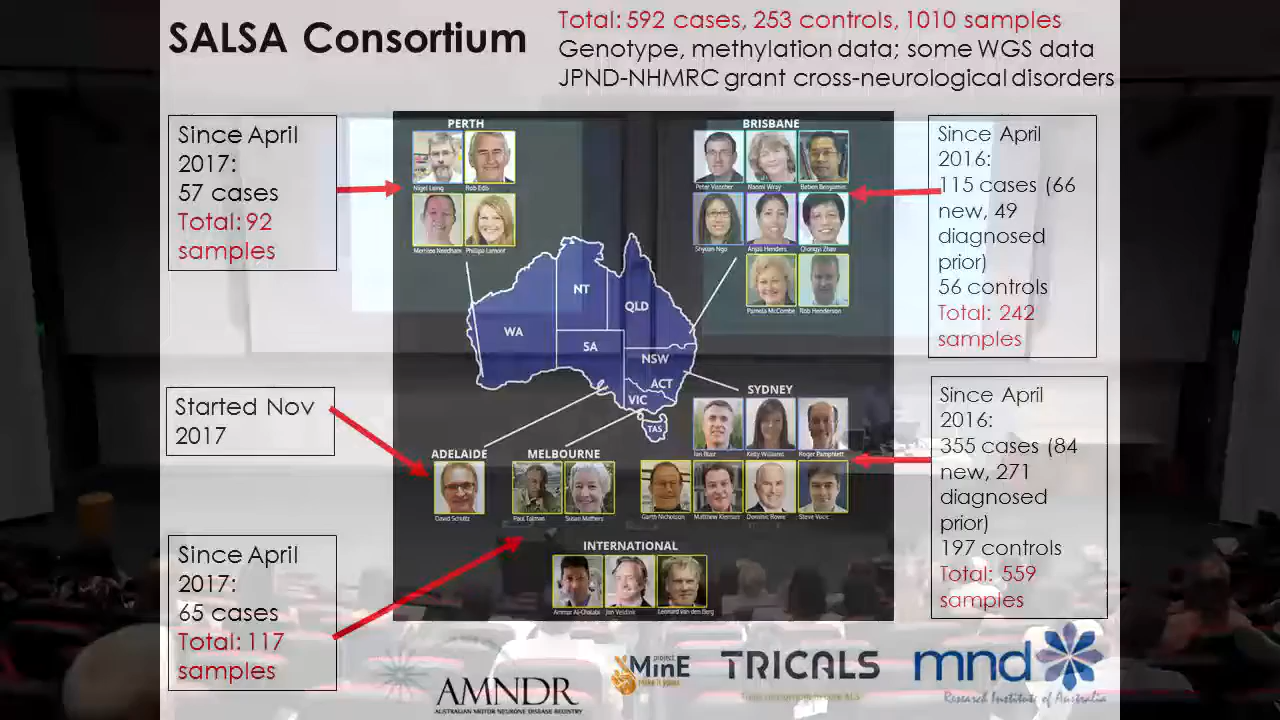 SALSA Consortium
Total: 592 cases, 253 controls, 1010 samples
Genotype, methylation data; some WGS data
JPND-NHMRC grant cross-neurological disorders
Since April
2017:
57 cases
Total: 92
samples
PERTH
Nigel Laing
Rob Edis
Merrilee Needham
Phillipa Lamont
BRISBANE
Peter Visscher
Naomi Wray
Beben Benyamin
Shyuan Ngo
Anjali Henders
Qiongyi Zhao
Pamela McCombe
Rob Henderson
Since April
2016:
115 cases (66
new, 49
diagnosed
prior)
56 controls
Total: 242
samples
WA
NT
QLD
SA
NSW
ACT
VIC
TAS
Started Nov
2017
ADELAIDE
David Schultz
MELBOURNE
Paul Talman
Susan Mathers
SYDNEY
Ian Blair
Kelly Williams
Roger Pamphlett
Garth Nicholson
Matthew Kiernan
Dominic Rowe
Steve Vucic
Since April
2016:
355 cases (84
new, 271
diagnosed
prior)
197 controls
Total: 559
samples
Since April
2017:
65 cases
Total: 117
samples
INTERNATIONAL
Ammar Al-Chalabi
Jan Veldink
Leonard van den Berg
AMNDR
AUSTRALIAN MOTOR NEURONE DISEASE REGISTRY
project
MinE
make it yours
TRICALS
mnd
Research Institute of Australia